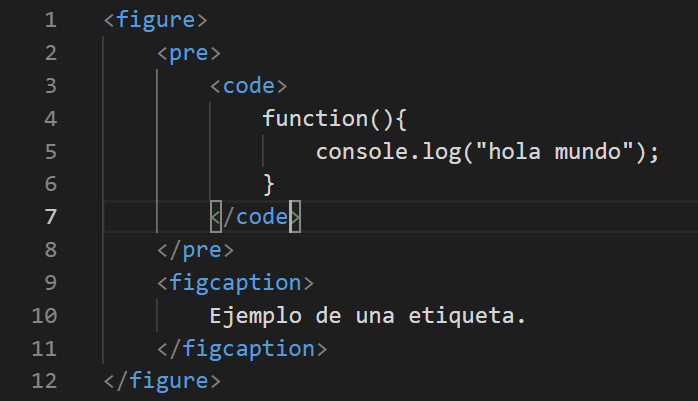 1 <figure>
2 <pre>
3 <code>
4 function(){
5 console.log("hola mundo");
6 }
7 </code>
8 </pre>
9 <figcaption>
10 Ejemplo de una etiqueta.
11 </figcaption>
12 </figure>